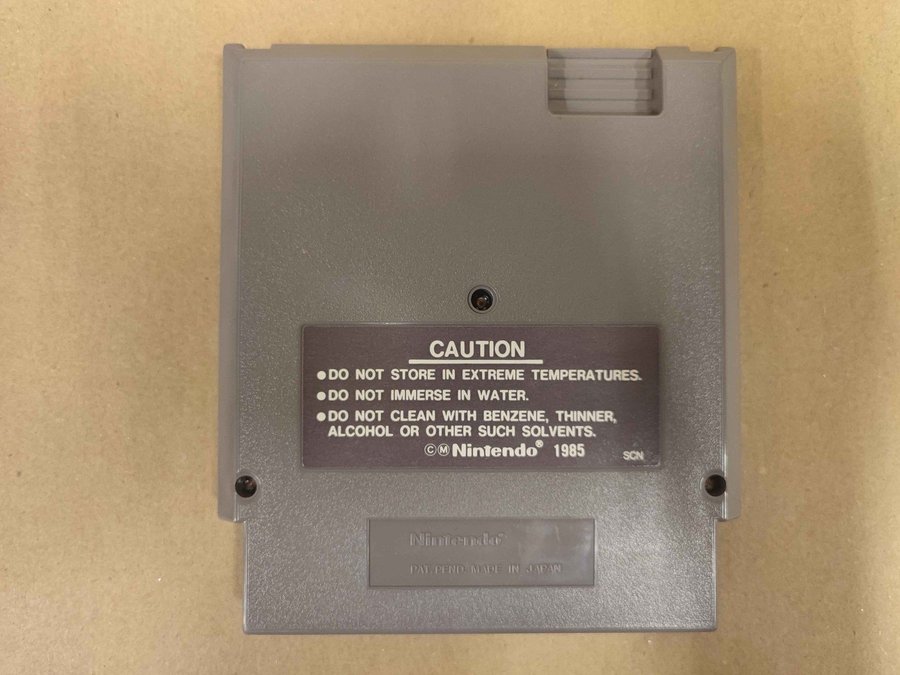 CAUTION
●DO NOT STORE IN EXTREME TEMPERATURES.
●DO NOT IMMERSE IN WATER.
●DO NOT CLEAN WITH BENZENE, THINNER,
ALCOHOL OR OTHER SUCH SOLVENTS.
ⒸⓂNintendo® 1985
SCN
Nintendo®
PAT. PEND. MADE IN JAPAN